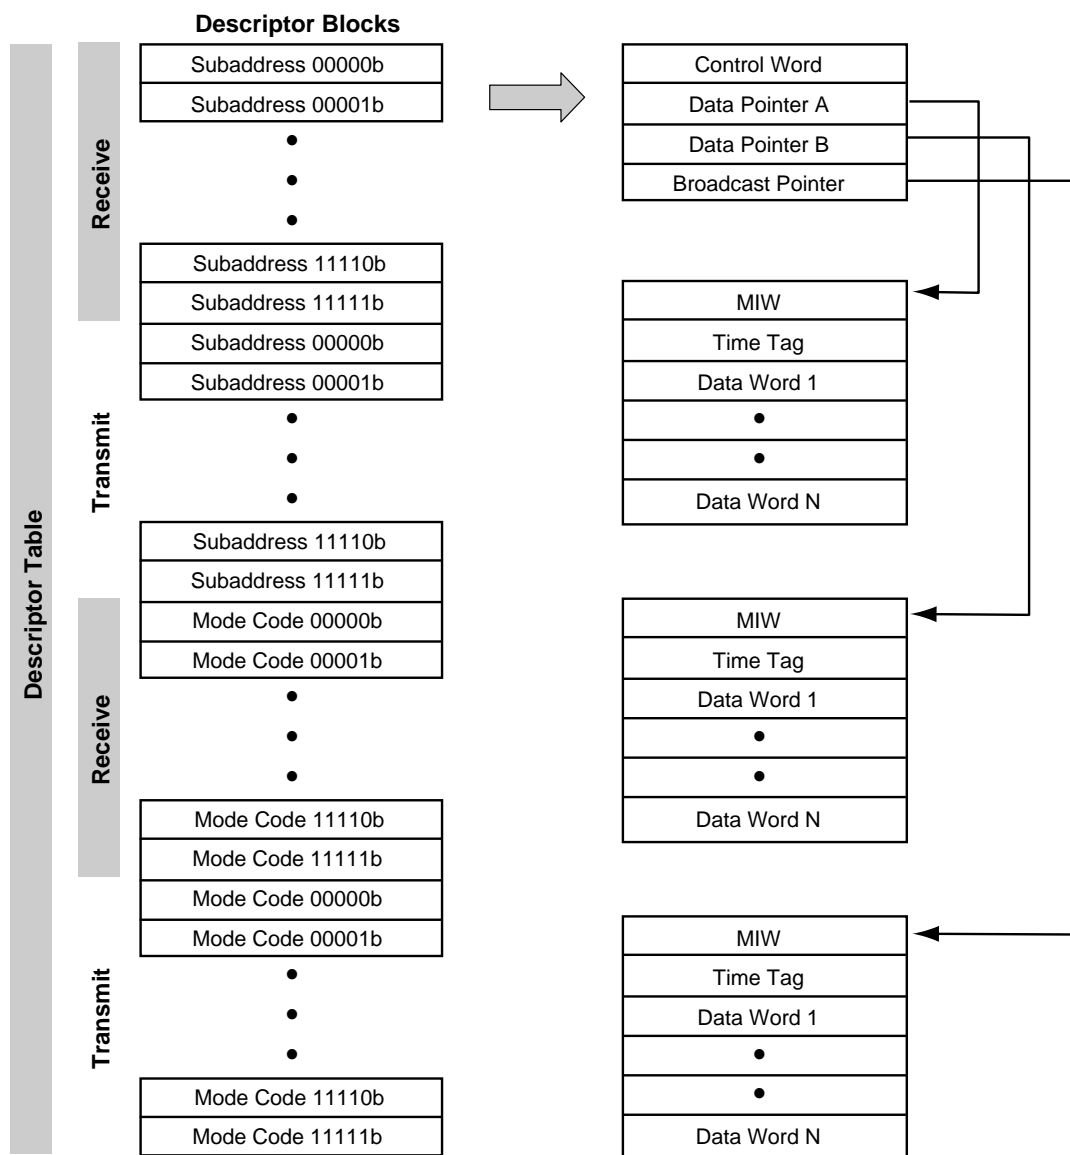 Descriptor Blocks
Descriptor Table
Receive
Subaddress 00000b
Subaddress 00001b
Subaddress 11110b
Subaddress 11111b
Transmit
Subaddress 00000b
Subaddress 00001b
Subaddress 11110b
Subaddress 11111b
Receive
Mode Code 00000b
Mode Code 00001b
Mode Code 11110b
Mode Code 11111b
Transmit
Mode Code 00000b
Mode Code 00001b
Mode Code 11110b
Mode Code 11111b
Control Word
Data Pointer A
Data Pointer B
Broadcast Pointer
MIW
Time Tag
Data Word 1
Data Word N
MIW
Time Tag
Data Word 1
Data Word N
MIW
Time Tag
Data Word 1
Data Word N